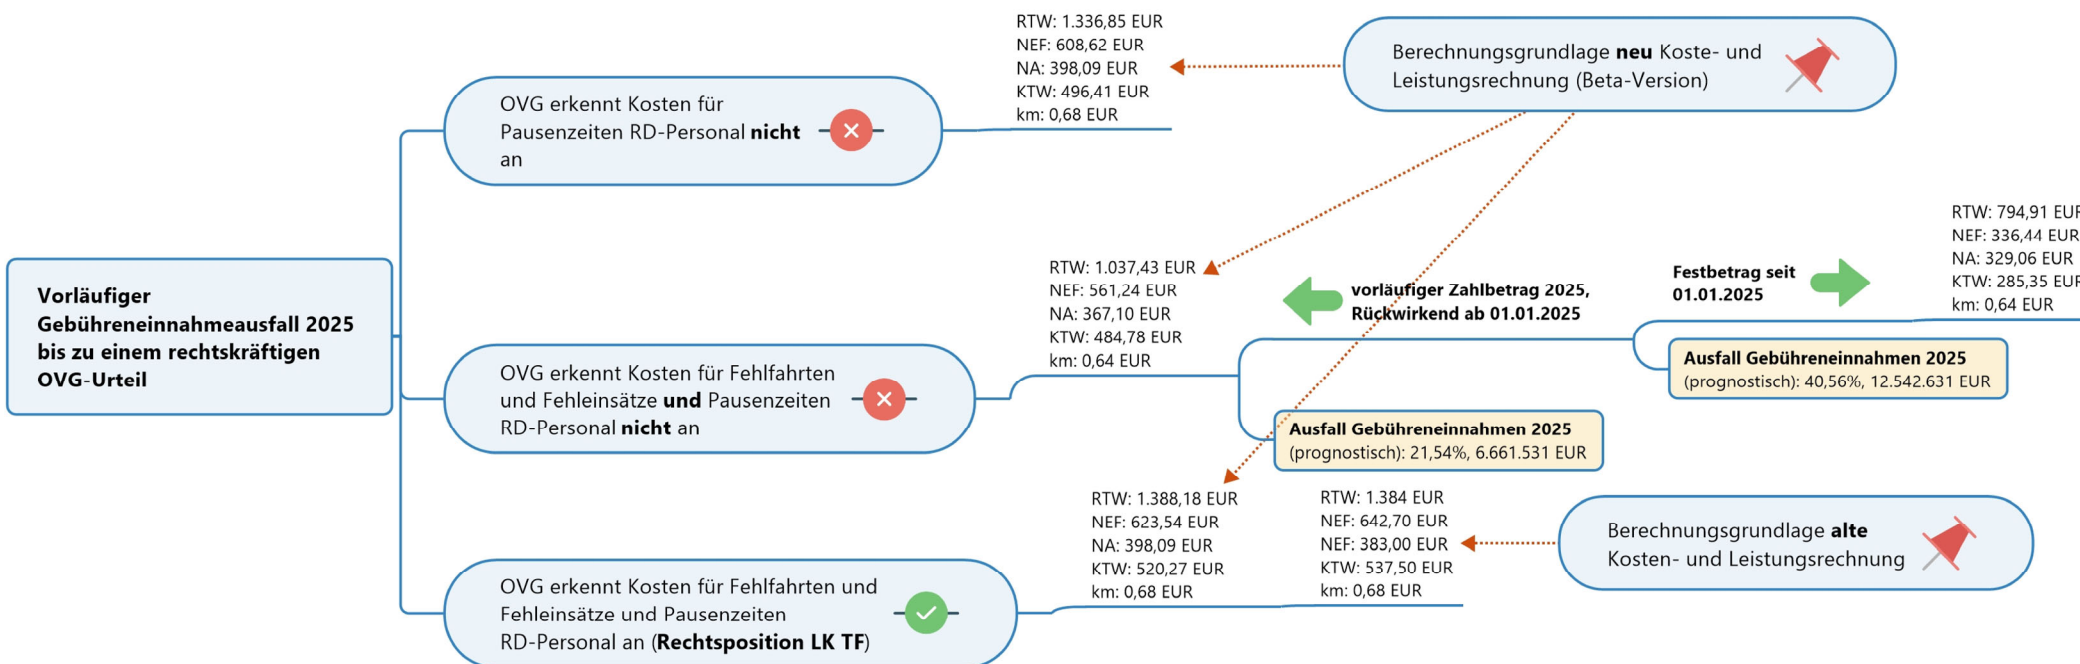 RTW: 1.336,85 EUR
NEF: 608,62 EUR
NA: 398,09 EUR
KTW: 496,41 EUR
km: 0,68 EUR
Berechnungsgrundlage neu Koste- und
Leistungsrechnung (Beta-Version)
OVG erkennt Kosten für
Pausenzeiten RD-Personal nicht
an
Vorläufiger
Gebühreneinnahmeausfall 2025
bis zu einem rechtskräftigen
OVG-Urteil
RTW: 1.037,43 EUR
NEF: 561,24 EUR
NA: 367,10 EUR
KTW: 484,78 EUR
km: 0,64 EUR
vorläufiger Zahlbetrag 2025,
Rückwirkend ab 01.01.2025
Festbetrag seit
01.01.2025
RTW: 794,91 EUR
NEF: 336,44 EUR
NA: 329,06 EUR
KTW: 285,35 EUR
km: 0,64 EUR
Ausfall Gebühreneinnahmen 2025
(prognostisch): 40,56%, 12.542.631 EUR
OVG erkennt Kosten für Fehlfahrten
und Fehleinsätze und Pausenzeiten
RD-Personal nicht an
Ausfall Gebühreneinnahmen 2025
(prognostisch): 21,54%, 6.661.531 EUR
RTW: 1.388,18 EUR
NEF: 623,54 EUR
NA: 398,09 EUR
KTW: 520,27 EUR
km: 0,68 EUR
RTW: 1.384 EUR
NEF: 642,70 EUR
NEF: 383,00 EUR
KTW: 537,50 EUR
km: 0,68 EUR
Berechnungsgrundlage alte
Kosten- und Leistungsrechnung
OVG erkennt Kosten für Fehlfahrten und
Fehleinsätze und Pausenzeiten
RD-Personal an (Rechtsposition LK TF)